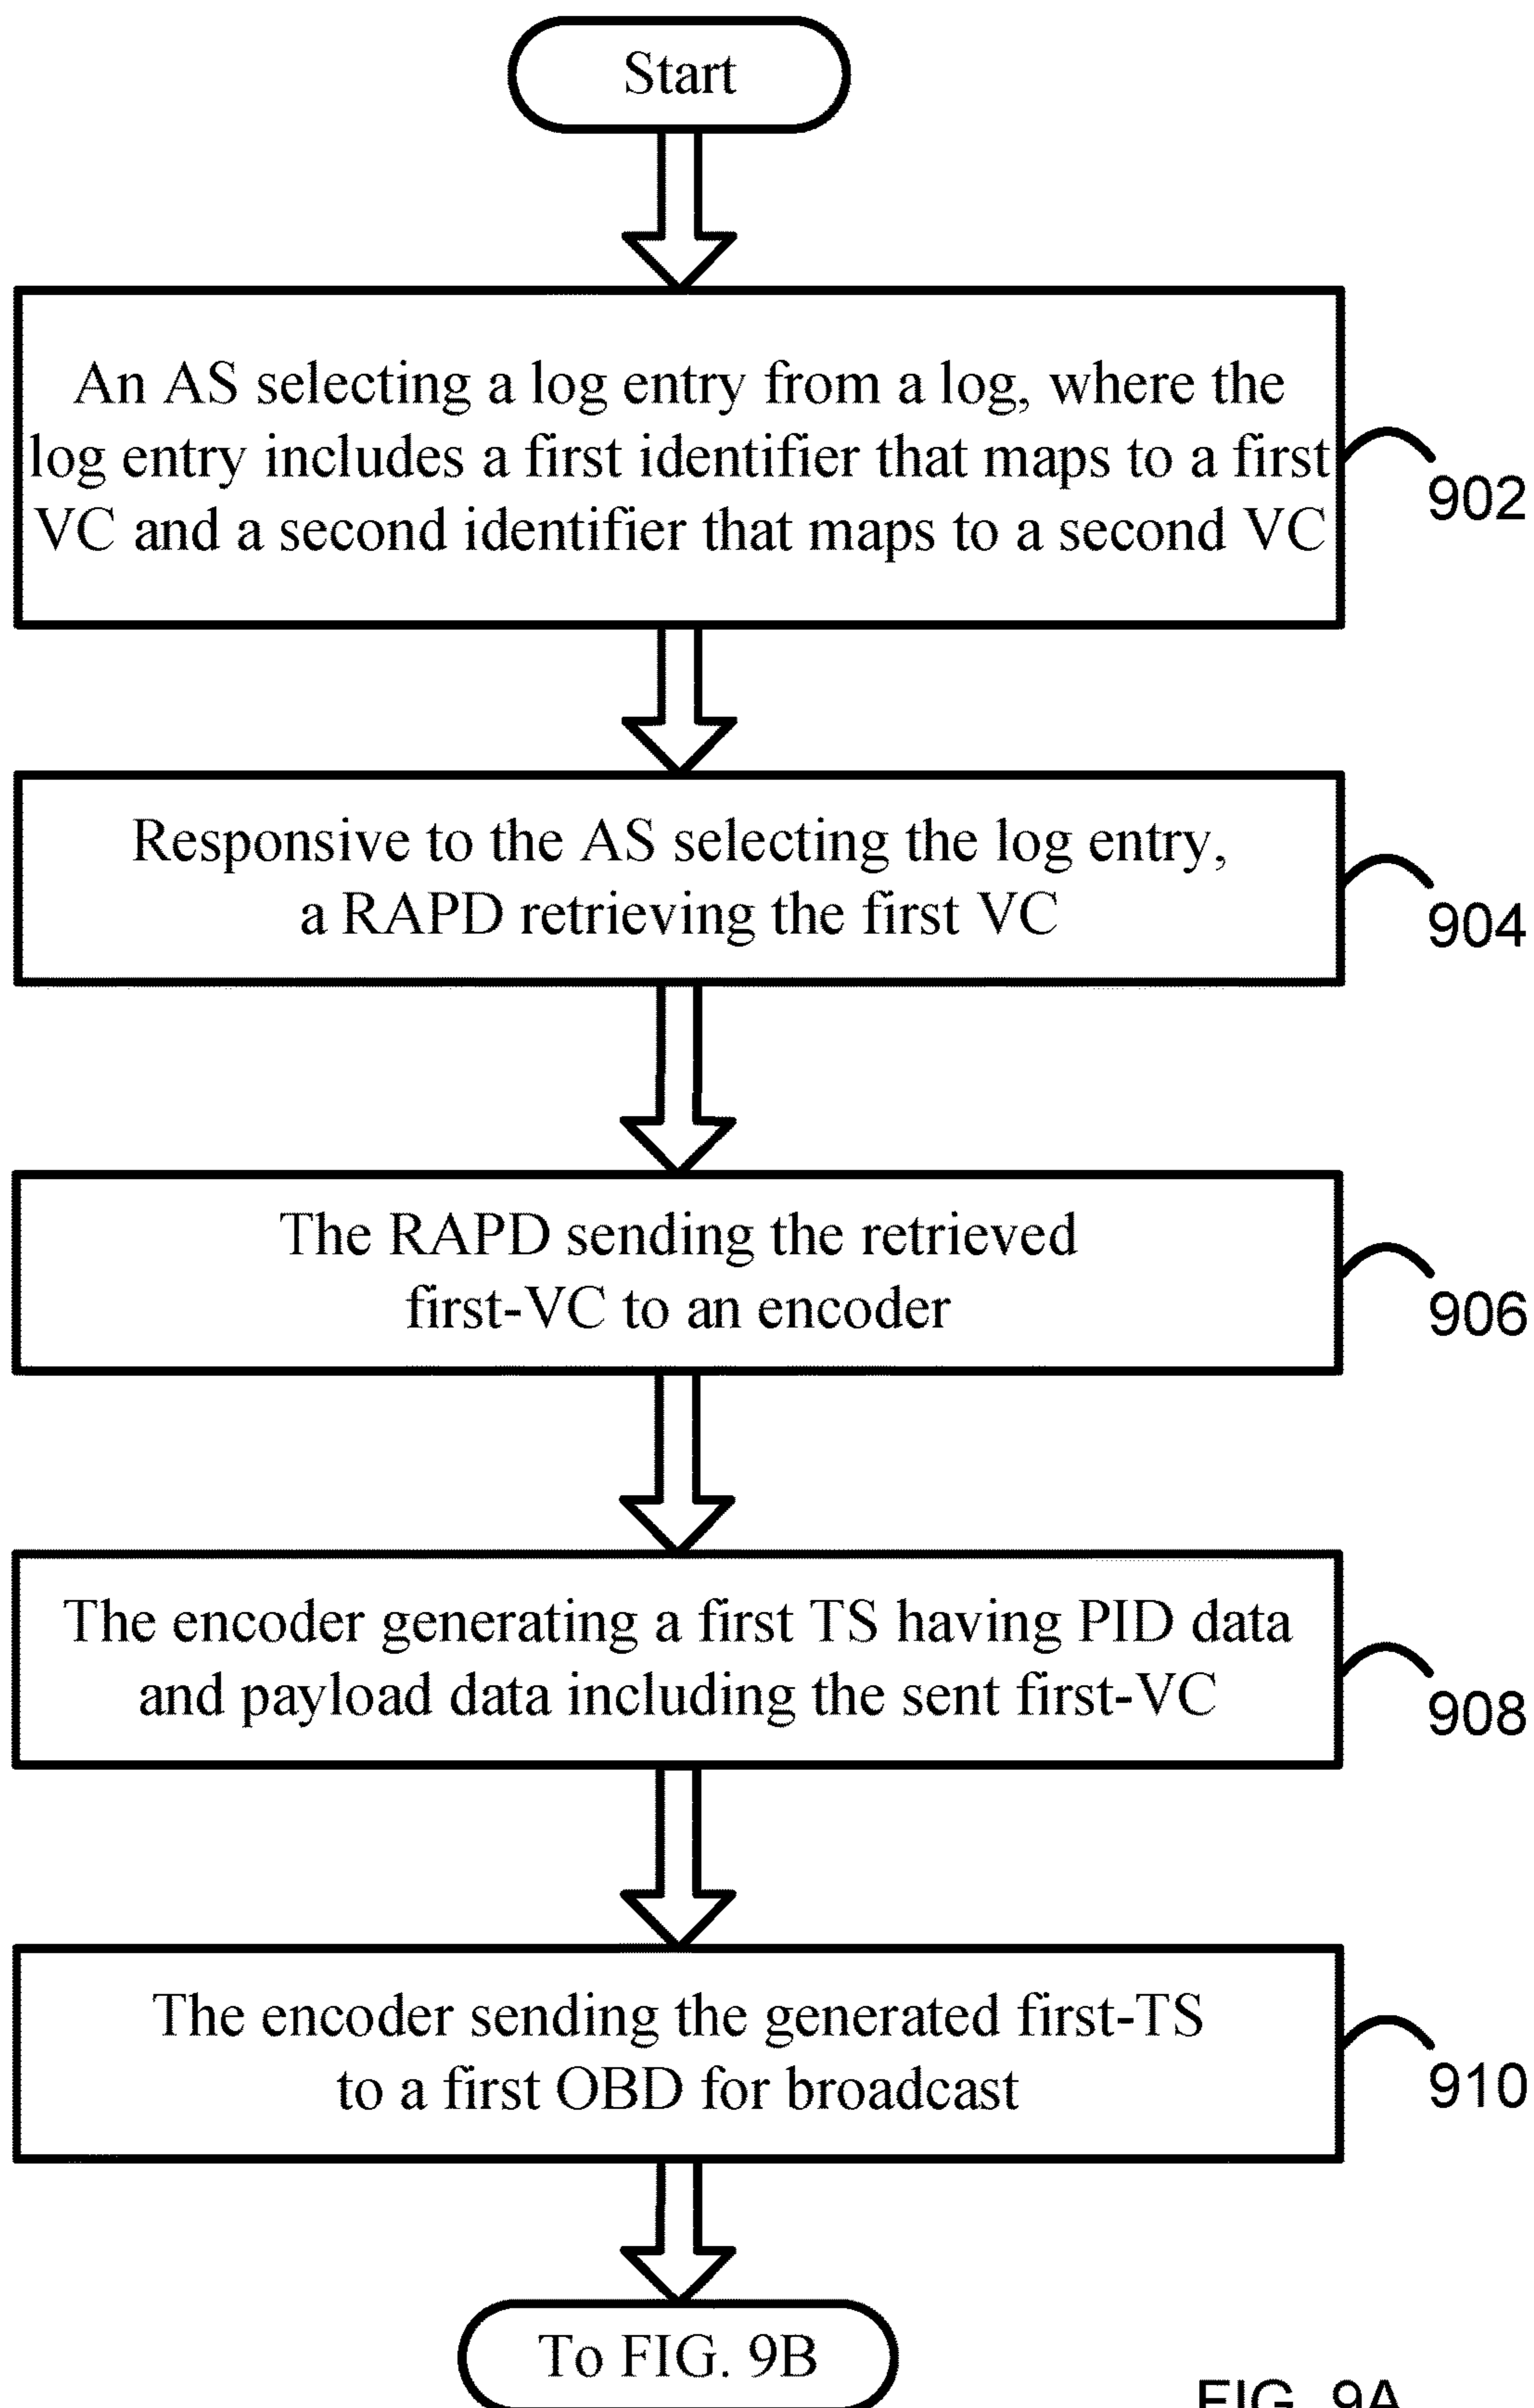 Start
An AS selecting a log entry from a log, where the
log entry includes a first identifier that maps to a first
VC and a second identifier that maps to a second VC
902
Responsive to the AS selecting the log entry,
a RAPD retrieving the first VC
904
The RAPD sending the retrieved
first-VC to an encoder
906
The encoder generating a first TS having PID data
and payload data including the sent first-VC
908
The encoder sending the generated first-TS
to a first OBD for broadcast
910
To FIG. 9B
FIG. 9A